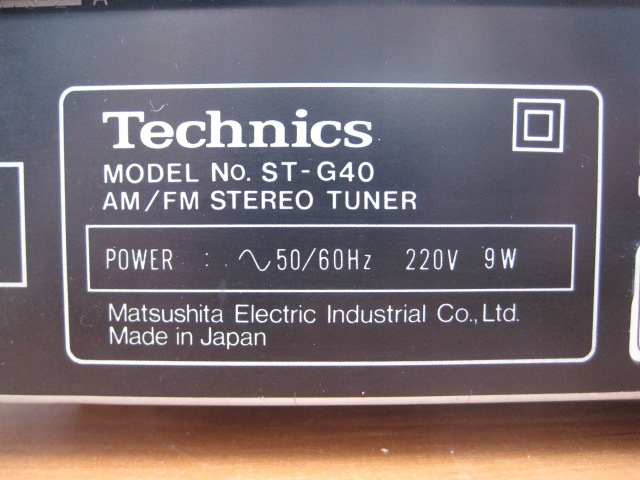 Technics
MODEL No. ST-G40
AM/FM STEREO TUNER
POWER : ∿50/60Hz 220V 9W
Matsushita Electric Industrial Co., Ltd.
Made in Japan